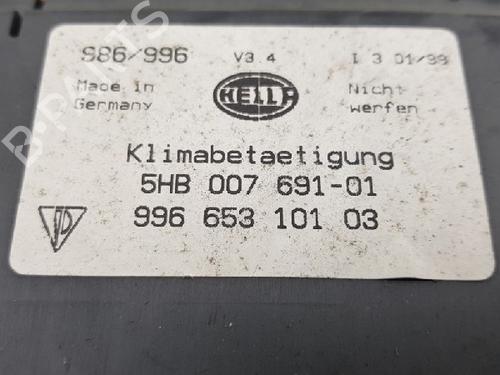 986/996 V3.4 I 3 01/99
Made in Germany
HELLA
Nicht werfen
Klimabetaetigung
5HB 007 691-01
996 653 101 03
B-PARTS